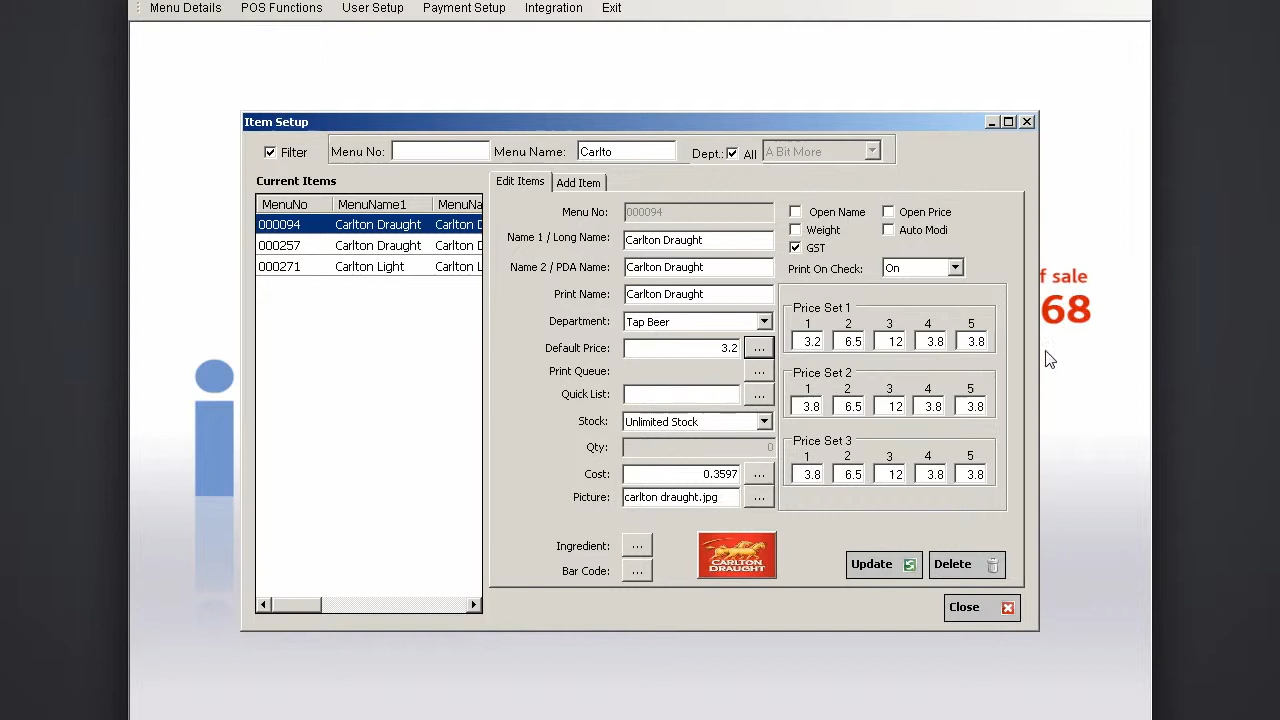 Menu Details POS Functions User Setup Payment Setup Integration Exit
Item Setup
Filter Menu No: Menu Name: Carlto Dept.: All A Bit More
Current Items
MenuNo MenuName1 MenuNa
000094 Carlton Draught Carlton D
000257 Carlton Draught Carlton D
000271 Carlton Light Carlton L
Edit Items Add Item
Menu No: 000094
Name 1 / Long Name: Carlton Draught
Name 2 / PDA Name: Carlton Draught
Print Name: Carlton Draught
Department: Tap Beer
Default Price: 3.2 ...
Print Queue: ...
Quick List: ...
Stock: Unlimited Stock
Qty: 0
Cost: 0.3597 ...
Picture: carlton draught.jpg ...
Ingredient: ...
Bar Code: ...
CARLTON
DRAUGHT
Open Name Open Price
Weight Auto Modi
GST
Print On Check: On
Price Set 1
1 2 3 4 5
3.2 6.5 12 3.8 3.8
Price Set 2
1 2 3 4 5
3.8 6.5 12 3.8 3.8
Price Set 3
1 2 3 4 5
3.8 6.5 12 3.8 3.8
Update Delete
Close
f sale
68